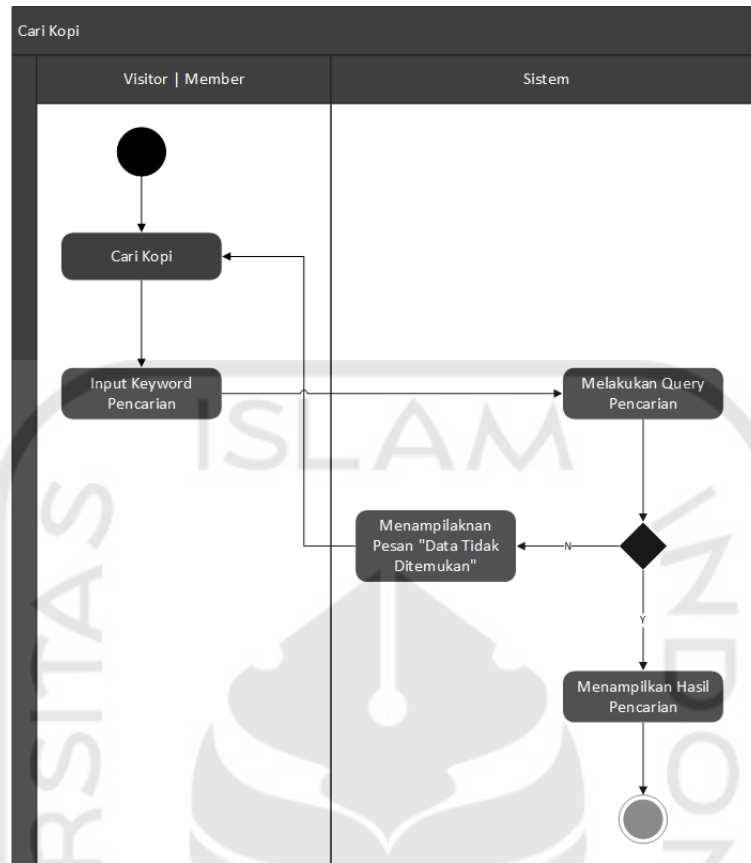 Cari Kopi
Visitor | Member
Sistem
Cari Kopi
Input Keyword
Pencarian
Melakukan Query
Pencarian
ISLAM
Menampilaknan
Pesan "Data Tidak
Ditemukan"
N
Y
Menampilkan Hasil
Pencarian